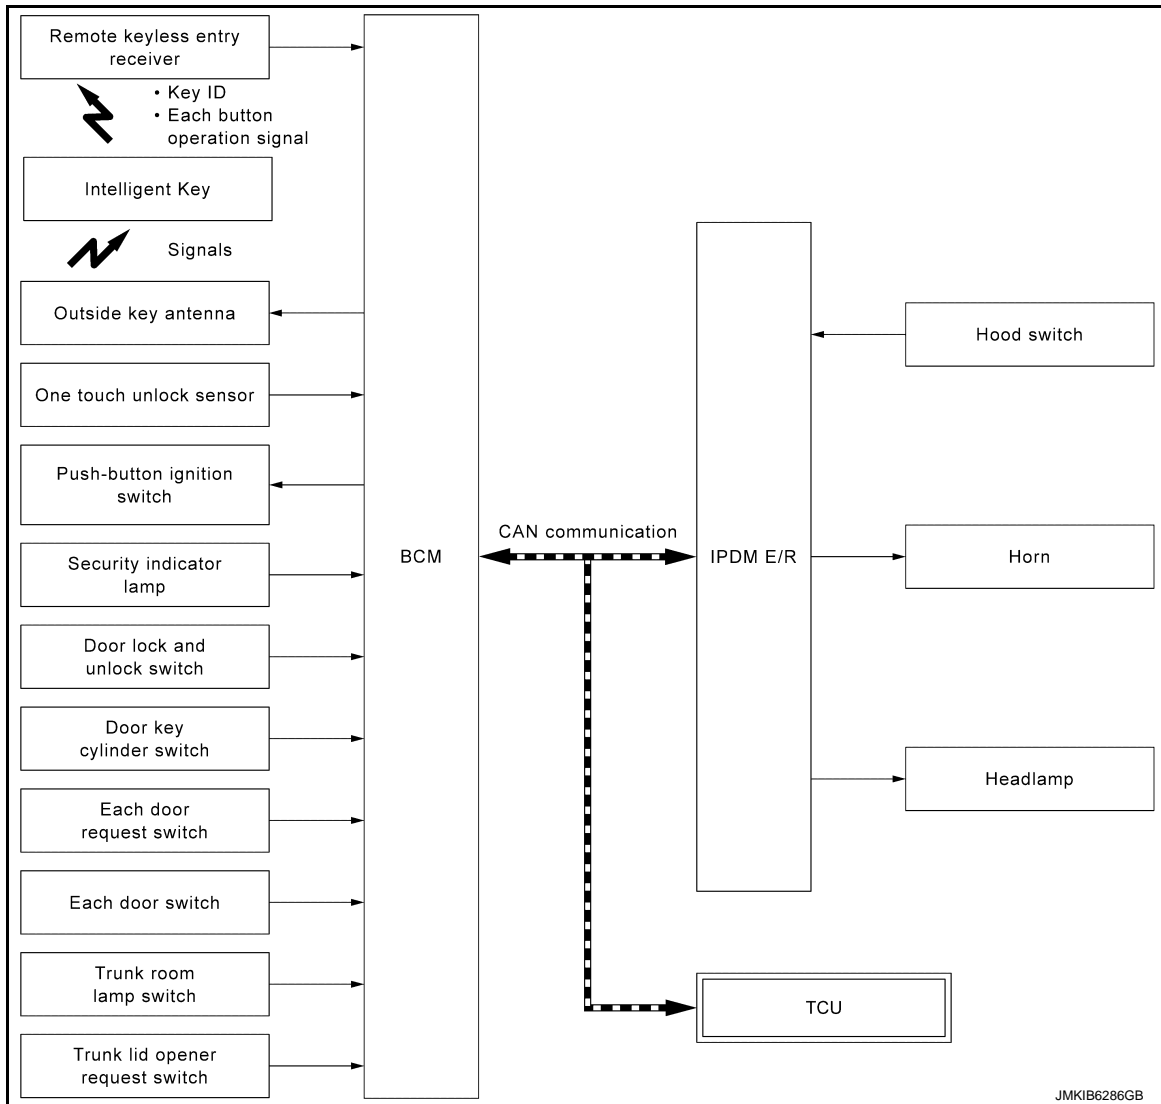 Remote keyless entry
receiver
• Key ID
• Each button
operation signal
Intelligent Key
Signals
Outside key antenna
One touch unlock sensor
Push-button ignition
switch
Security indicator
lamp
Door lock and
unlock switch
Door key
cylinder switch
Each door
request switch
Each door switch
Trunk room
lamp switch
Trunk lid opener
request switch
BCM
CAN communication
IPDM E/R
Hood switch
Horn
Headlamp
TCU
JMKIB6286GB